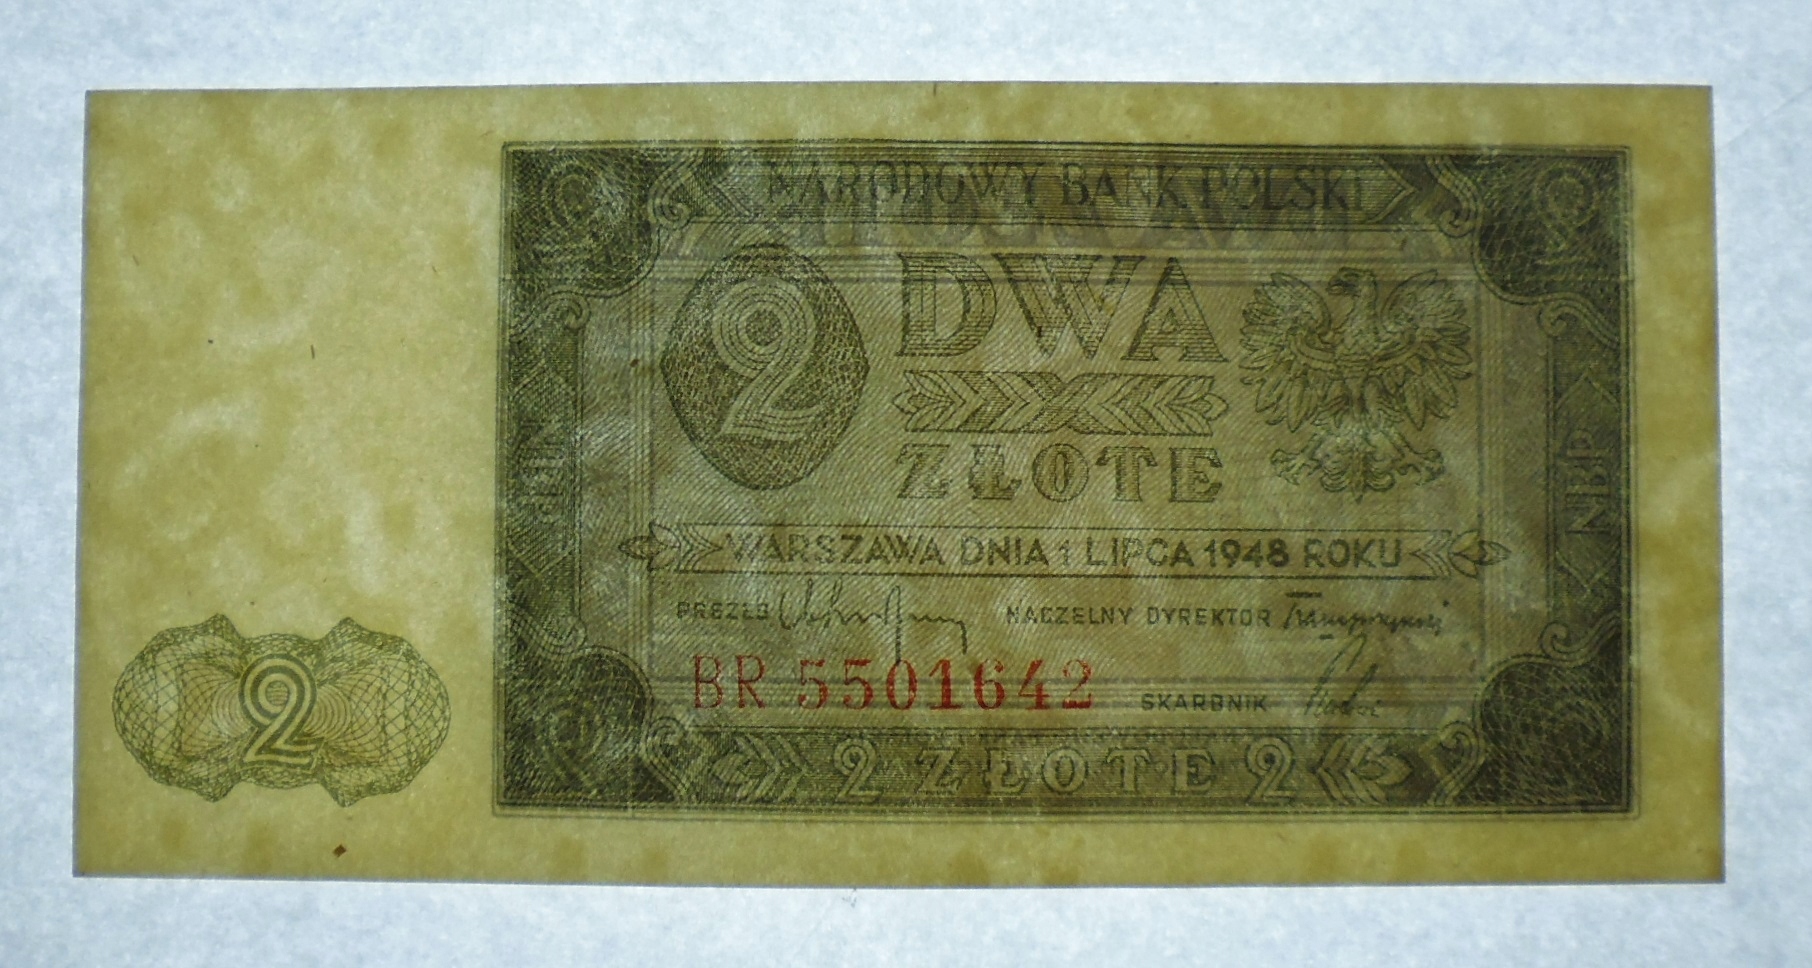 NARODOWY BANK POLSKI
2 DWA
ZŁOTE
NBP
WARSZAWA DNIA 1 LIPCA 1948 ROKU
PREZES NACZELNY DYREKTOR
BR 5501642 SKARBNIK
2
2 ZŁOTE 2